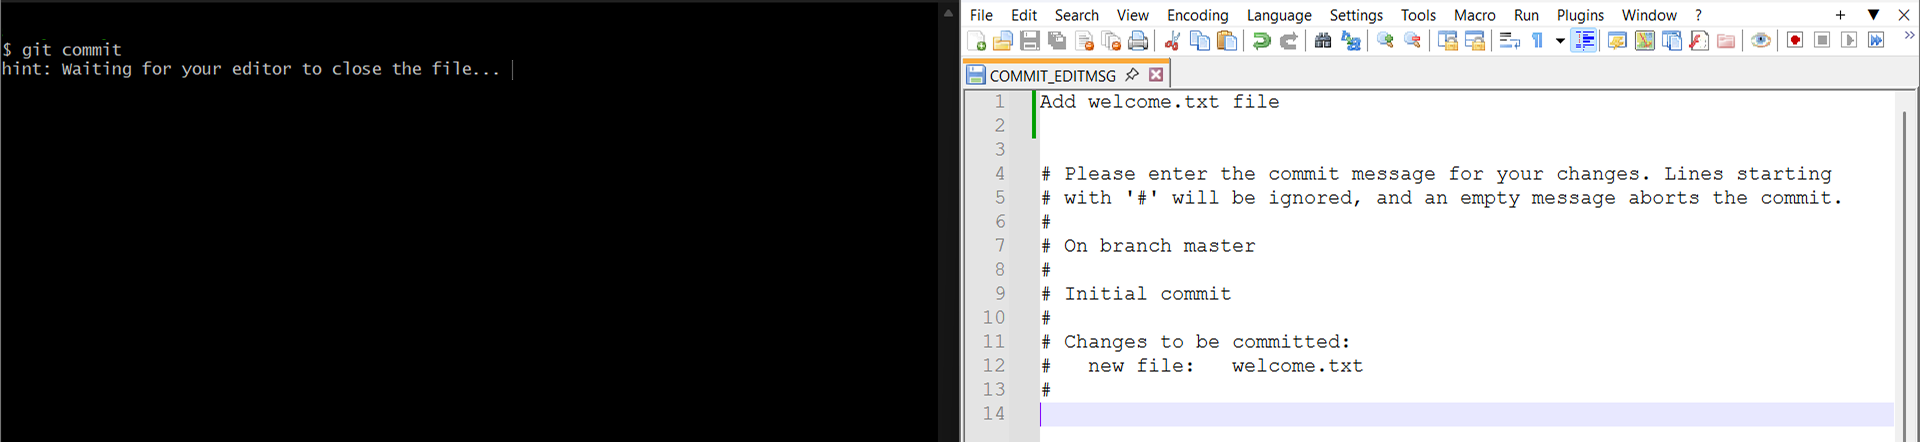 $ git commit
hint: Waiting for your editor to close the file...
File Edit Search View Encoding Language Settings Tools Macro Run Plugins Window ?
COMMIT_EDITMSG
1 Add welcome.txt file
2
3
4 # Please enter the commit message for your changes. Lines starting
5 # with '#' will be ignored, and an empty message aborts the commit.
6 #
7 # On branch master
8 #
9 # Initial commit
10 #
11 # Changes to be committed:
12 #   new file:   welcome.txt
13 #
14